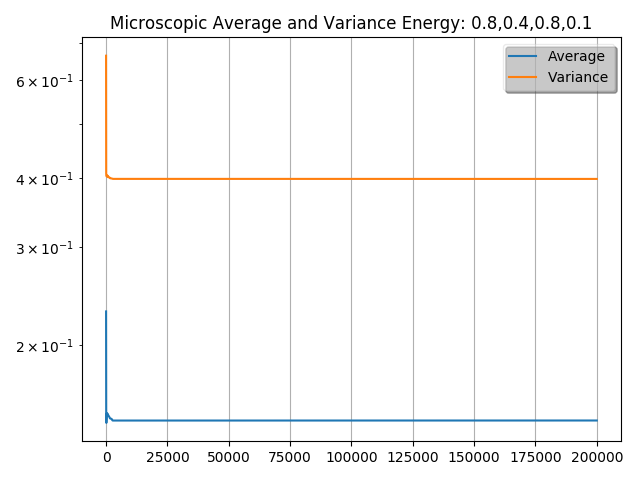 Microscopic Average and Variance Energy: 0.8,0.4,0.8,0.1
Average
Variance
6 × 10⁻¹
4 × 10⁻¹
3 × 10⁻¹
2 × 10⁻¹
0 25000 50000 75000 100000 125000 150000 175000 200000